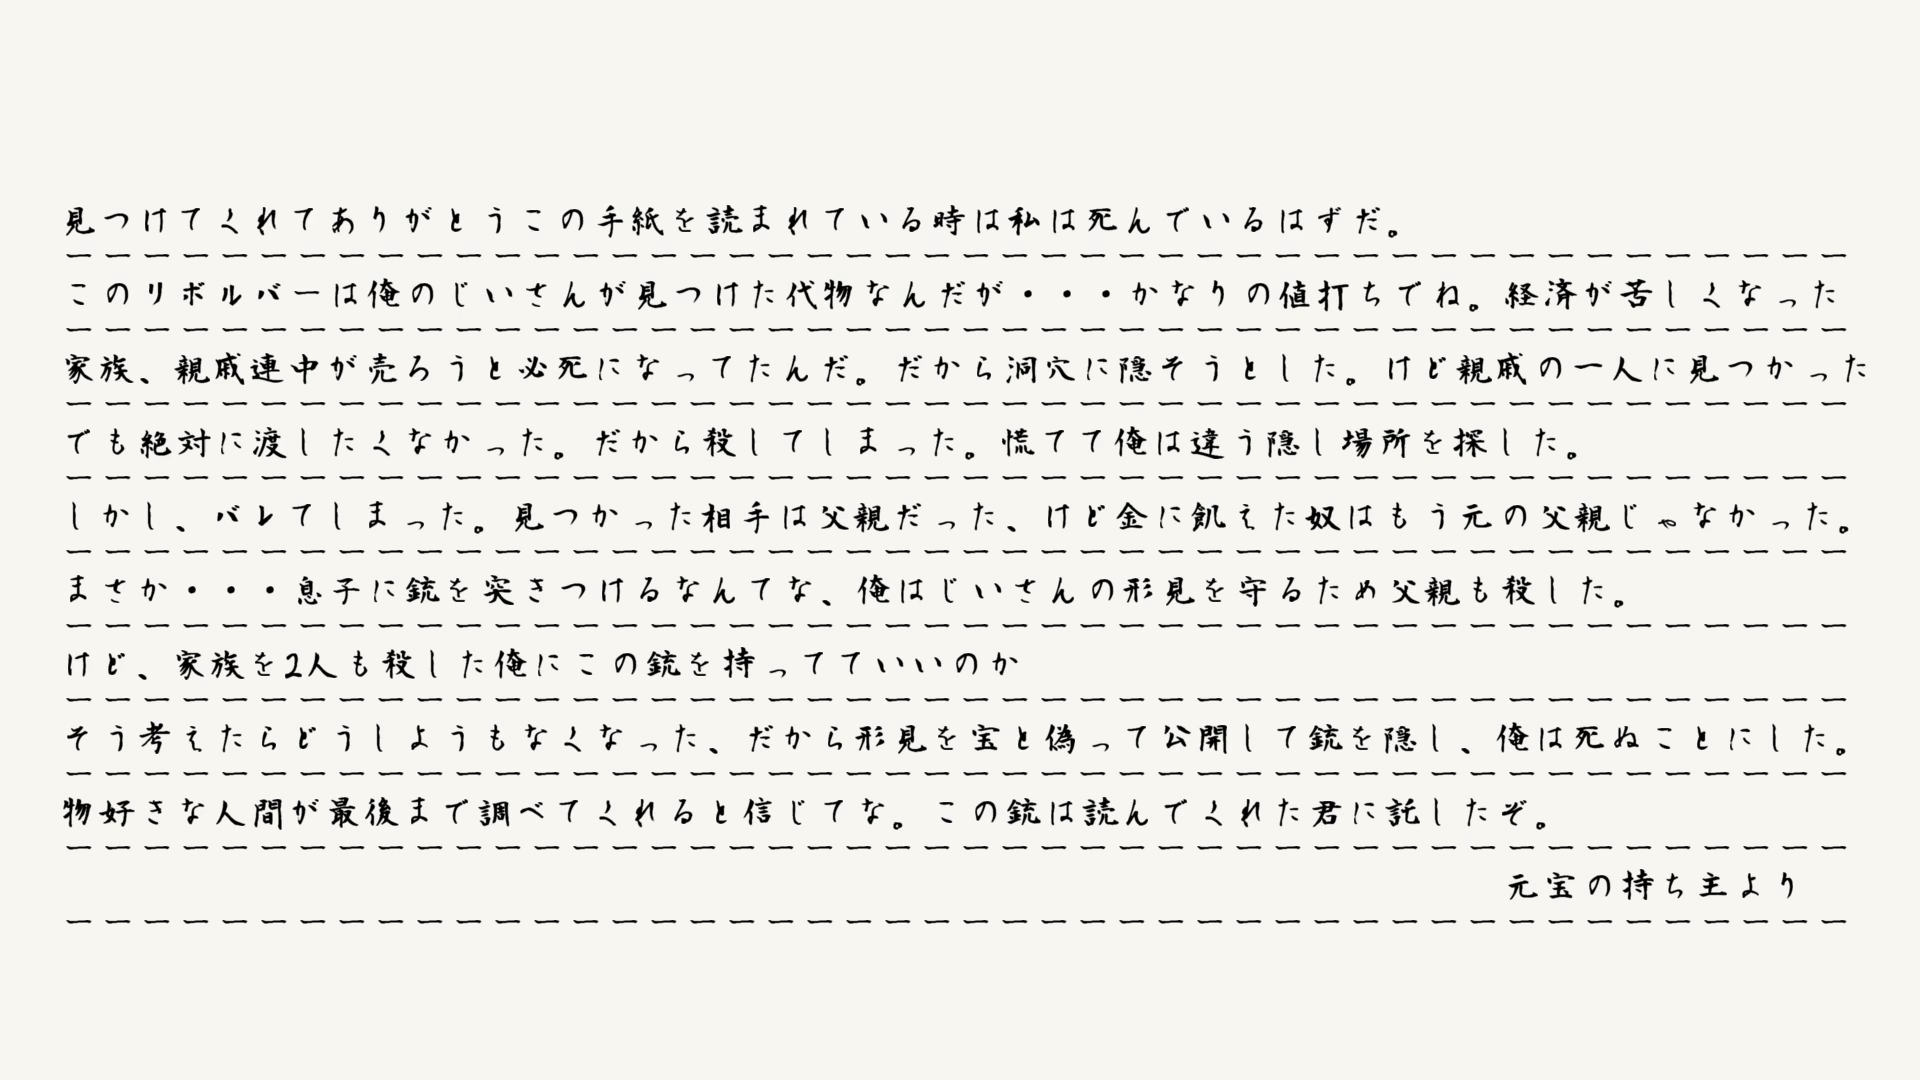 見つけてくれてありがとうこの手紙を読まれている時は私は死んでいるはずだ。
このリボルバーは俺のじいさんが見つけた代物なんだが・・・かなりの値打ちでね。経済が苦しくなった
家族、親戚連中が売ろうと必死になってたんだ。だから洞穴に隠そうとした。けど親戚の一人に見つかった
でも絶対に渡したくなかった。だから殺してしまった。慌てて俺は違う隠し場所を探した。
しかし、バレてしまった。見つかった相手は父親だった、けど金に飢えた奴はもう元の父親じゃなかった。
まさか・・・息子に銃を突きつけるなんてな、俺はじいさんの形見を守るため父親も殺した。
けど、家族を2人も殺した俺にこの銃を持ってていいのか
そう考えたらどうしようもなくなった、だから形見を宝と偽って公開して銃を隠し、俺は死ぬことにした。
物好きな人間が最後まで調べてくれると信じてな。この銃は読んでくれた君に託したぞ。
元宝の持ち主より